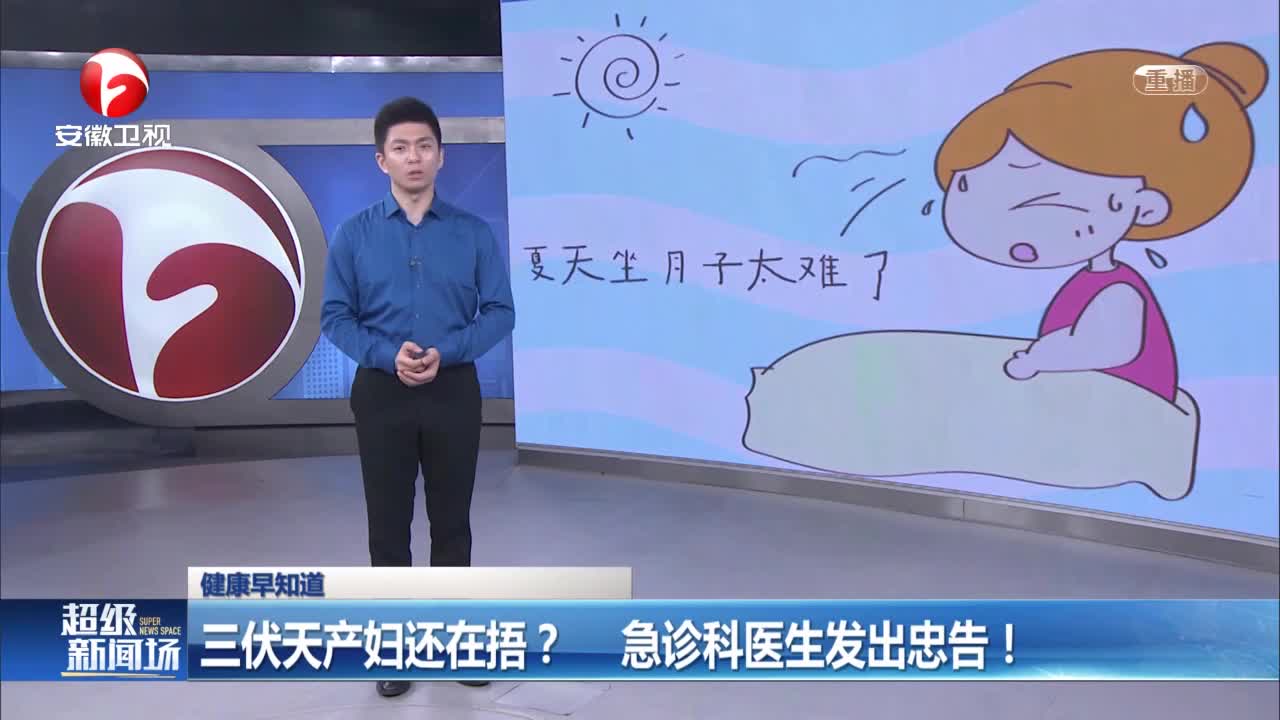 安徽卫视
重播
夏天坐月子太难了
健康早知道
超级新闻场
SUPER
NEWS SPACE
三伏天产妇还在捂？ 急诊科医生发出忠告！